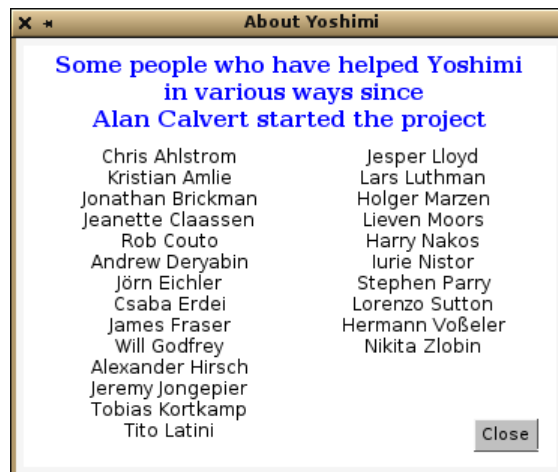 About Yoshimi
Some people who have helped Yoshimi
in various ways since
Alan Calvert started the project
Chris Ahlstrom
Kristian Amlie
Jonathan Brickman
Jeanette Claassen
Rob Couto
Andrew Deryabin
Jörn Eichler
Csaba Erdei
James Fraser
Will Godfrey
Alexander Hirsch
Jeremy Jongepier
Tobias Kortkamp
Tito Latini
Jesper Lloyd
Lars Luthman
Holger Marzen
Lieven Moors
Harry Nakos
Iurie Nistor
Stephen Parry
Lorenzo Sutton
Hermann Voßeler
Nikita Zlobin
Close